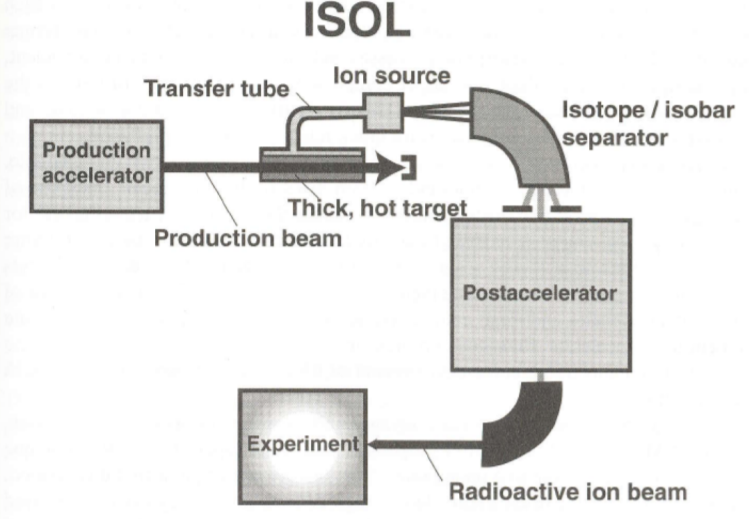 ISOL
Ion source
Transfer tube
Isotope / isobar
separator
Production
accelerator
Thick, hot target
Production beam
Postaccelerator
Experiment
Radioactive ion beam